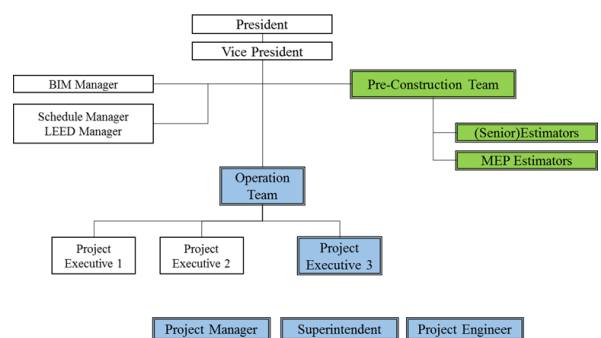 President
Vice President
BIM Manager
Pre-Construction Team
Schedule Manager
LEED Manager
(Senior)Estimators
MEP Estimators
Operation
Team
Project
Executive 1
Project
Executive 2
Project
Executive 3
Project Manager
Superintendent
Project Engineer